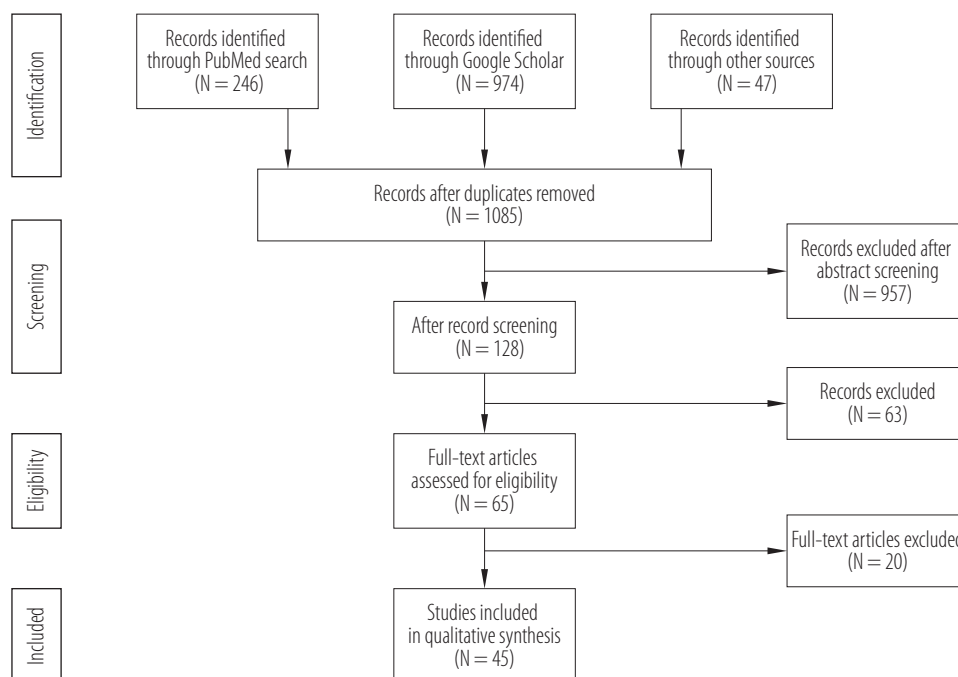 Identification
Records identified
through PubMed search
(N = 246)
Records identified
through Google Scholar
(N = 974)
Records identified
through other sources
(N = 47)
Records after duplicates removed
(N = 1085)
Screening
Records excluded after
abstract screening
(N = 957)
After record screening
(N = 128)
Records excluded
(N = 63)
Eligibility
Full-text articles
assessed for eligibility
(N = 65)
Full-text articles excluded
(N = 20)
Included
Studies included
in qualitative synthesis
(N = 45)